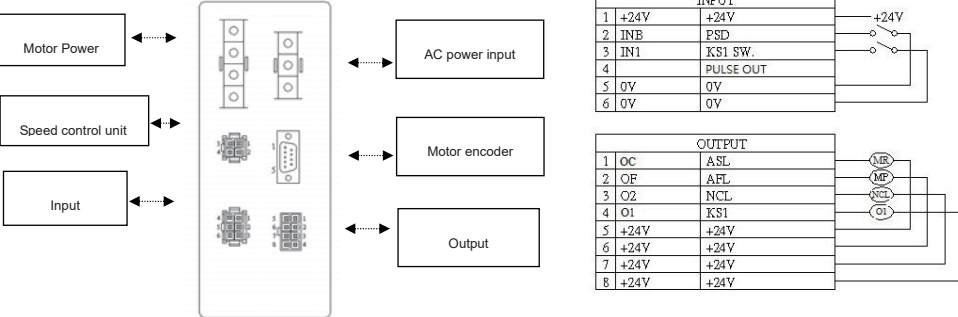 Motor Power
AC power input
Speed control unit
Motor encoder
Input
Output
1
5
INPUT
1 +24V +24V +24V
2 INB PSD
3 IN1 KS1 SW.
4 PULSE OUT
5 0V 0V
6 0V 0V
OUTPUT
1 OC ASL MR
2 OF AFL MP
3 O2 NCL NCL
4 O1 KS1 O1
5 +24V +24V
6 +24V +24V
7 +24V +24V
8 +24V +24V